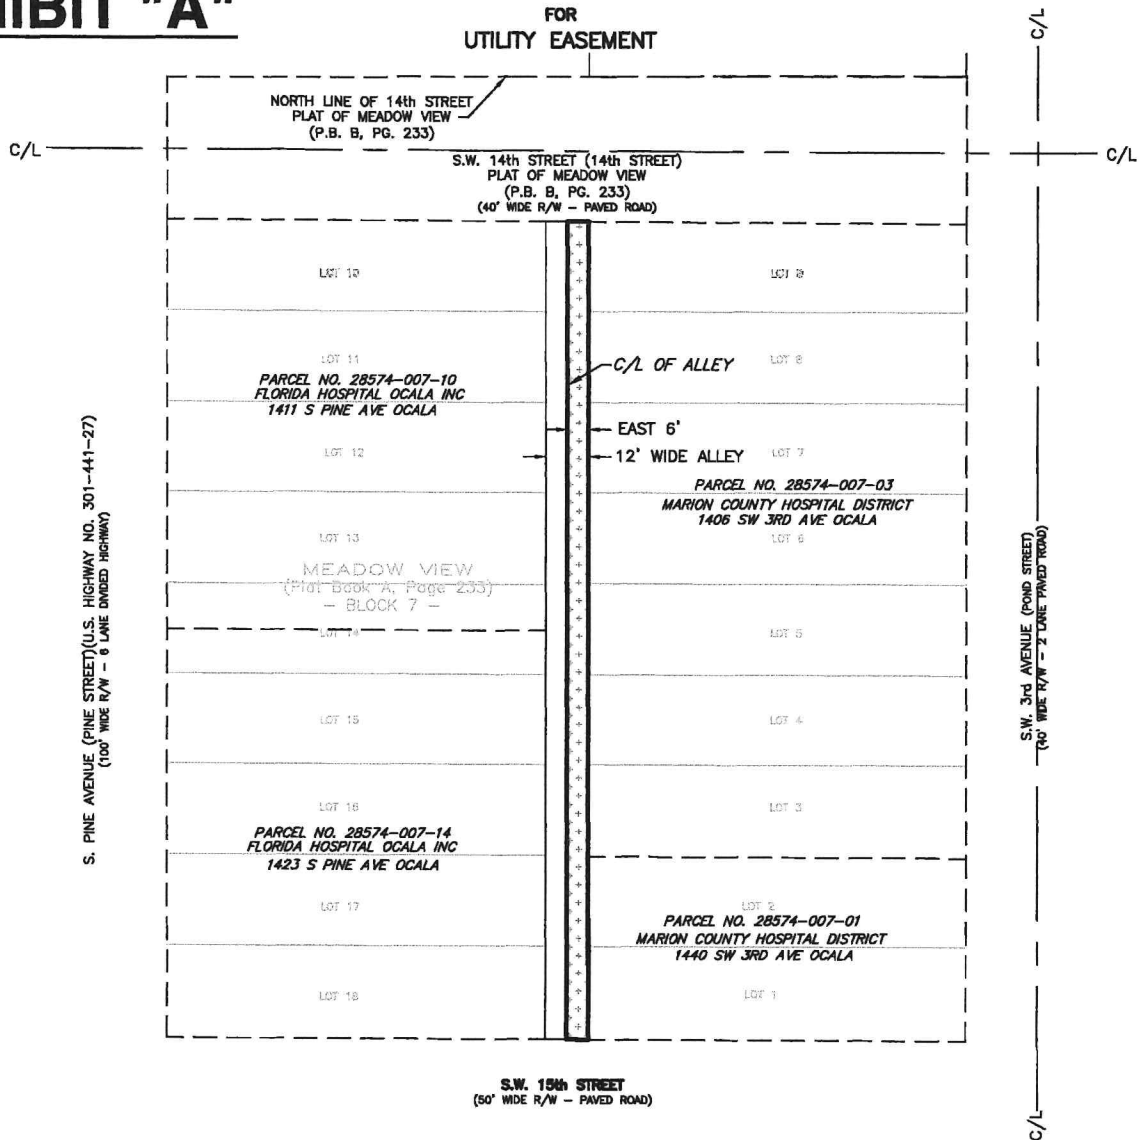 HIBIT "A"
FOR
UTILITY EASEMENT
C/L
NORTH LINE OF 14th STREET
PLAT OF MEADOW VIEW
(P.B. B, PG. 233)
C/L
C/L
S.W. 14th STREET (14th STREET)
PLAT OF MEADOW VIEW
(P.B. B, PG. 233)
(40' WIDE R/W - PAVED ROAD)
LOT 10
LOT 9
LOT 11
LOT 8
C/L OF ALLEY
PARCEL NO. 28574-007-10
FLORIDA HOSPITAL OCALA INC
1411 S PINE AVE OCALA
EAST 6'
12' WIDE ALLEY
LOT 12
LOT 7
PARCEL NO. 28574-007-03
MARION COUNTY HOSPITAL DISTRICT
1406 SW 3RD AVE OCALA
LOT 13
LOT 6
MEADOW VIEW
(Plat Book A, Page 233)
- BLOCK 7 -
LOT 14
LOT 5
S. PINE AVENUE (PINE STREET)(U.S. HIGHWAY NO. 301-441-27)
(100' WIDE R/W - 6 LANE DIVIDED HIGHWAY)
S.W. 3rd AVENUE (POND STREET)
(40' WIDE R/W - 2 LANE PAVED ROAD)
LOT 15
LOT 4
LOT 16
LOT 3
PARCEL NO. 28574-007-14
FLORIDA HOSPITAL OCALA INC
1423 S PINE AVE OCALA
LOT 17
LOT 2
PARCEL NO. 28574-007-01
MARION COUNTY HOSPITAL DISTRICT
1440 SW 3RD AVE OCALA
LOT 18
LOT 1
S.W. 15th STREET
(50' WIDE R/W - PAVED ROAD)
C/L